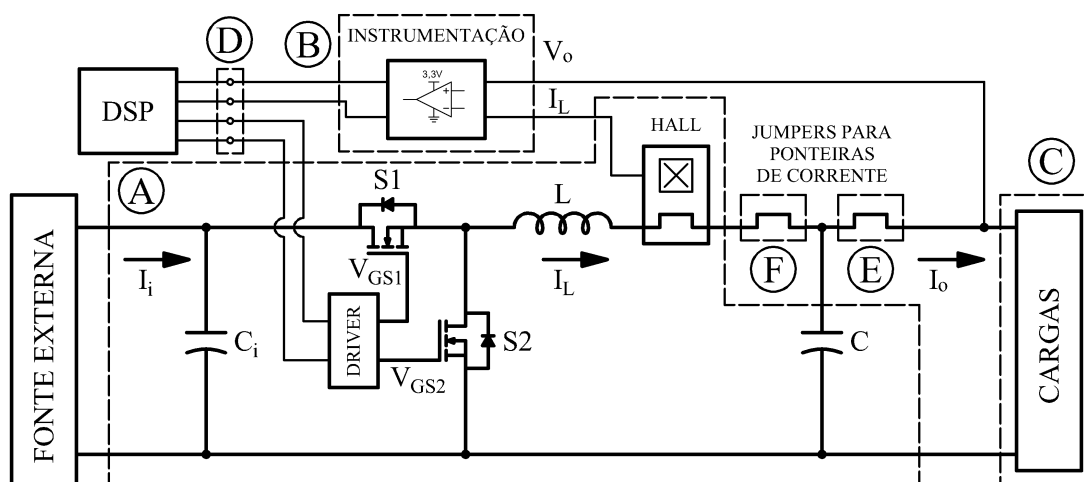 INSTRUMENTAÇÃO
D
B
Vo
3,3V
DSP
IL
HALL
JUMPERS PARA
PONTEIRAS
DE CORRENTE
C
A
S1
L
FONTE EXTERNA
Ii
VGS1
IL
F
E
Io
Ci
DRIVER
S2
C
CARGAS
VGS2